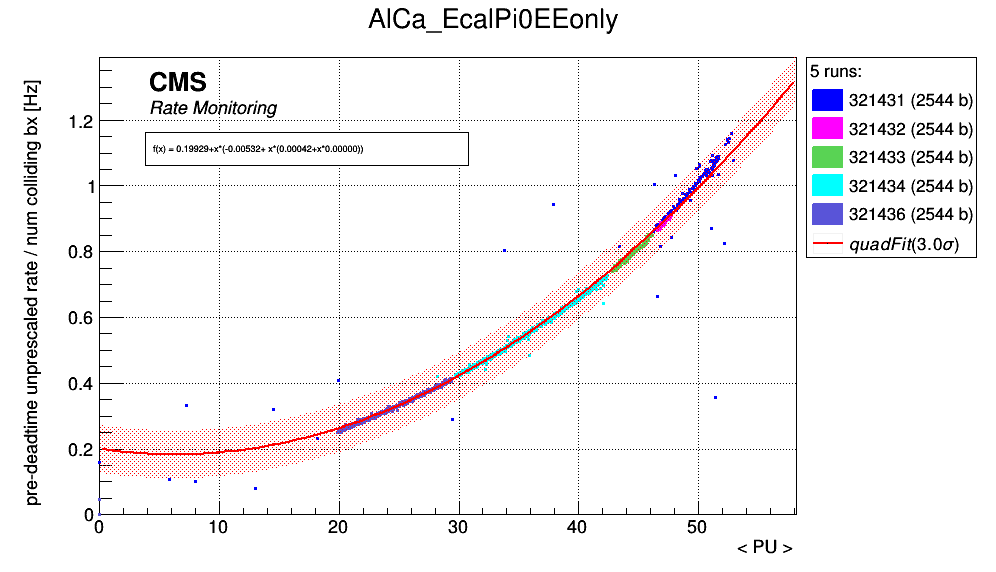 AlCa_EcalPi0EEonly
pre-deadtime unprescaled rate / num colliding bx [Hz]
CMS
Rate Monitoring
f(x) = 0.19929+x*(-0.00532+ x*(0.00042+x*0.00000))
1.2
1
0.8
0.6
0.4
0.2
0
0 10 20 30 40 50
< PU >
5 runs:
321431 (2544 b)
321432 (2544 b)
321433 (2544 b)
321434 (2544 b)
321436 (2544 b)
quadFit(3.0σ)